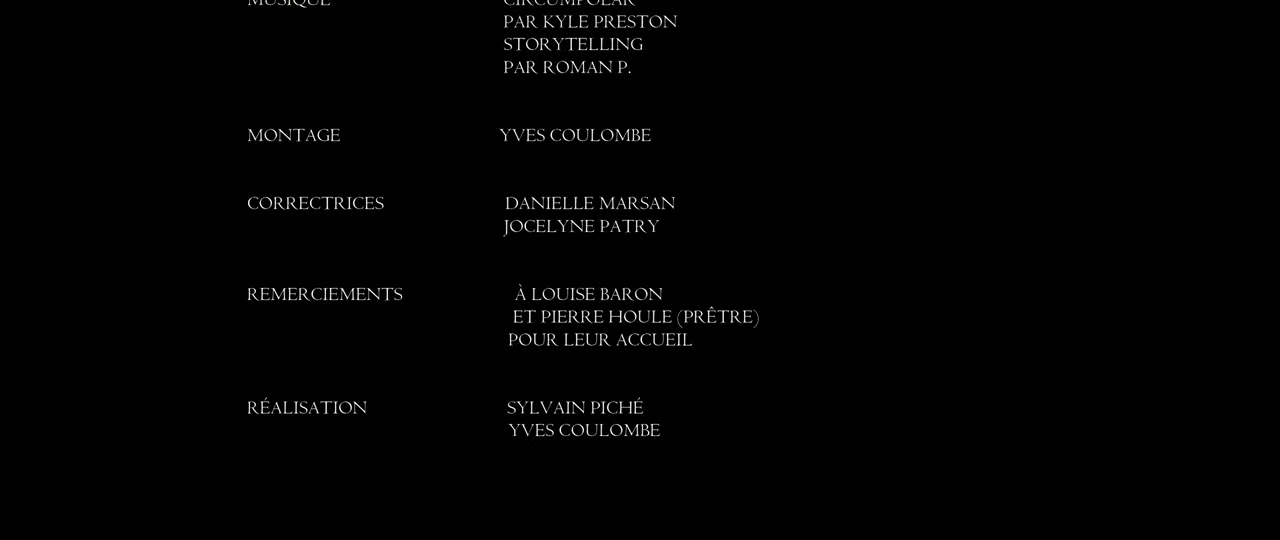 MUSIQUE CIRCUMPOLAR
PAR KYLE PRESTON
STORYTELLING
PAR ROMAN P.
MONTAGE YVES COULOMBE
CORRECTRICES DANIELLE MARSAN
JOCELYNE PATRY
REMERCIEMENTS À LOUISE BARON
ET PIERRE HOULE (PRÊTRE)
POUR LEUR ACCUEIL
RÉALISATION SYLVAIN PICHÉ
YVES COULOMBE